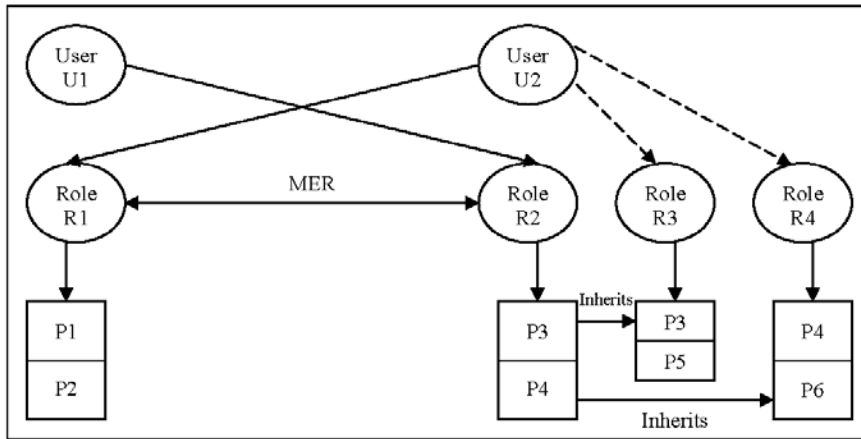 User
U1
User
U2
MER
Role
R1
Role
R2
Role
R3
Role
R4
Inherits
P1
P2
P3
P4
P3
P5
P4
P6
Inherits